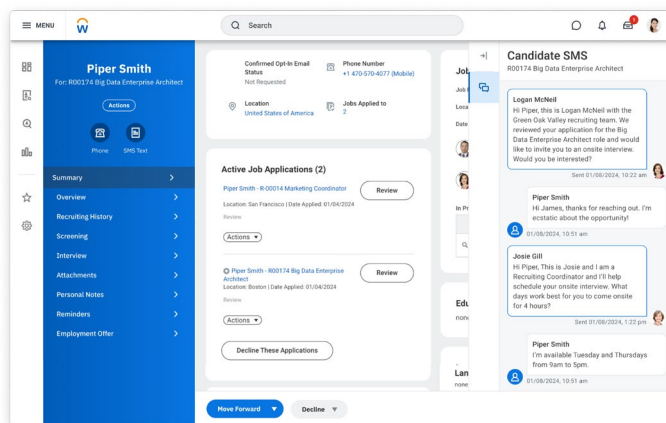 MENU
Search
Piper Smith
For: R00174 Big Data Enterprise Architect
Actions
Phone
SMS Text
Summary
Overview
Recruiting History
Screening
Interview
Attachments
Personal Notes
Reminders
Employment Offer
Confirmed Opt-In Email
Status
Not Requested
Phone Number
+1 470-570-4077 (Mobile)
Location
United States of America
Jobs Applied to
2
Active Job Applications (2)
Piper Smith - R-00014 Marketing Coordinator
Review
Location: San Francisco | Date Applied: 01/04/2024
Review
Actions
Piper Smith - R00174 Big Data Enterprise
Architect
Review
Location: Boston | Date Applied: 01/04/2024
Review
Actions
Decline These Applications
Move Forward
Decline
Job
Loca
Date
In Pr
Edu
none
Lan
none
Candidate SMS
R00174 Big Data Enterprise Architect
Logan McNeil
Hi Piper, this is Logan McNeil with the
Green Oak Valley recruiting team. We
reviewed your application for the Big
Data Enterprise Architect role and would
like to invite you to an onsite interview.
Would you be interested?
Sent 01/08/2024, 10:22 am
Piper Smith
Hi James, thanks for reaching out. I'm
ecstatic about the opportunity!
01/08/2024, 10:51 am
Josie Gill
Hi Piper, This is Josie and I am a
Recruiting Coordinator and I'll help
schedule your onsite interview. What
days work best for you to come onsite
for 4 hours?
Sent 01/08/2024, 1:22 pm
Piper Smith
I'm available Tuesday and Thursdays
from 9am to 5pm.
01/08/2024, 10:51 am